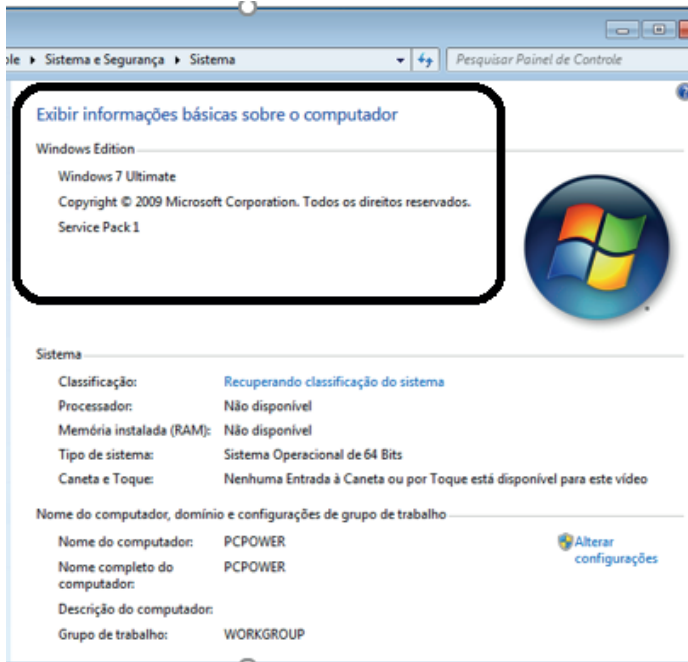 ole ▸ Sistema e Segurança ▸ Sistema
Pesquisar Painel de Controle
Exibir informações básicas sobre o computador
Windows Edition
Windows 7 Ultimate
Copyright © 2009 Microsoft Corporation. Todos os direitos reservados.
Service Pack 1
Sistema
Classificação: Recuperando classificação do sistema
Processador: Não disponível
Memória instalada (RAM): Não disponível
Tipo de sistema: Sistema Operacional de 64 Bits
Caneta e Toque: Nenhuma Entrada à Caneta ou por Toque está disponível para este vídeo
Nome do computador, domínio e configurações de grupo de trabalho
Nome do computador: PCPOWER
Alterar
configurações
Nome completo do PCPOWER
computador:
Descrição do computador:
Grupo de trabalho: WORKGROUP